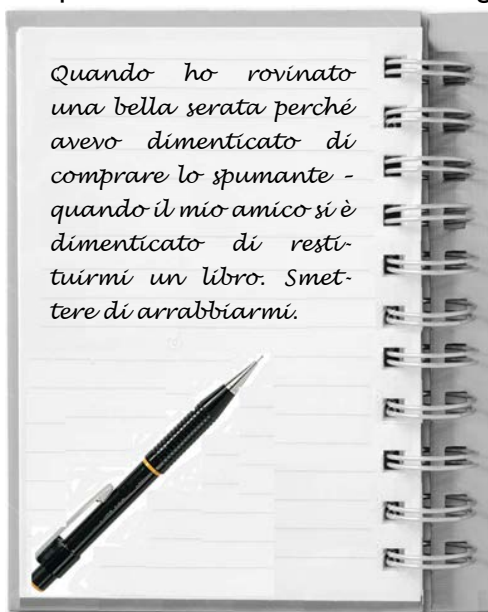 Quando ho rovinato
una bella serata perché
avevo dimenticato di
comprare lo spumante –
quando il mio amico si è
dimenticato di resti-
tuirmi un libro. Smet-
tere di arrabbiarmi.